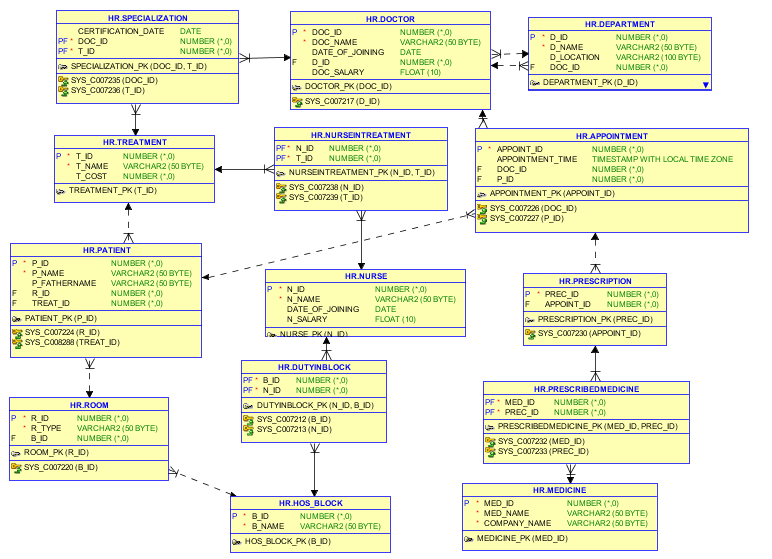 HR.SPECIALIZATION
CERTIFICATION_DATE DATE
PF * DOC_ID NUMBER (*,0)
PF * T_ID NUMBER (*,0)
SPECIALIZATION_PK (DOC_ID, T_ID)
SYS_C007235 (DOC_ID)
SYS_C007236 (T_ID)
HR.DOCTOR
P * DOC_ID NUMBER (*,0)
* DOC_NAME VARCHAR2 (50 BYTE)
DATE_OF_JOINING DATE
F D_ID NUMBER (*,0)
DOC_SALARY FLOAT (10)
DOCTOR_PK (DOC_ID)
SYS_C007217 (D_ID)
HR.DEPARTMENT
P * D_ID NUMBER (*,0)
* D_NAME VARCHAR2 (50 BYTE)
D_LOCATION VARCHAR2 (100 BYTE)
F DOC_ID NUMBER (*,0)
DEPARTMENT_PK (D_ID)
HR.TREATMENT
P * T_ID NUMBER (*,0)
* T_NAME VARCHAR2 (50 BYTE)
T_COST NUMBER (*,0)
TREATMENT_PK (T_ID)
HR.NURSEINTREATMENT
PF * N_ID NUMBER (*,0)
PF * T_ID NUMBER (*,0)
NURSEINTREATMENT_PK (N_ID, T_ID)
SYS_C007238 (N_ID)
SYS_C007239 (T_ID)
HR.APPOINTMENT
P * APPOINT_ID NUMBER (*,0)
APPOINTMENT_TIME TIMESTAMP WITH LOCAL TIME ZONE
F DOC_ID NUMBER (*,0)
F P_ID NUMBER (*,0)
APPOINTMENT_PK (APPOINT_ID)
SYS_C007226 (DOC_ID)
SYS_C007227 (P_ID)
HR.PATIENT
P * P_ID NUMBER (*,0)
* P_NAME VARCHAR2 (50 BYTE)
P_FATHERNAME VARCHAR2 (50 BYTE)
F R_ID NUMBER (*,0)
F TREAT_ID NUMBER (*,0)
PATIENT_PK (P_ID)
SYS_C007224 (R_ID)
SYS_C008288 (TREAT_ID)
HR.NURSE
P * N_ID NUMBER (*,0)
* N_NAME VARCHAR2 (50 BYTE)
DATE_OF_JOINING DATE
N_SALARY FLOAT (10)
NURSE_PK (N_ID)
HR.PRESCRIPTION
P * PREC_ID NUMBER (*,0)
F APPOINT_ID NUMBER (*,0)
PRESCRIPTION_PK (PREC_ID)
SYS_C007230 (APPOINT_ID)
HR.DUTYINBLOCK
PF * B_ID NUMBER (*,0)
PF * N_ID NUMBER (*,0)
DUTYINBLOCK_PK (N_ID, B_ID)
SYS_C007212 (B_ID)
SYS_C007213 (N_ID)
HR.PRESCRIBEDMEDICINE
PF * MED_ID NUMBER (*,0)
PF * PREC_ID NUMBER (*,0)
PRESCRIBEDMEDICINE_PK (MED_ID, PREC_ID)
SYS_C007232 (MED_ID)
SYS_C007233 (PREC_ID)
HR.ROOM
P * R_ID NUMBER (*,0)
* R_TYPE VARCHAR2 (50 BYTE)
F B_ID NUMBER (*,0)
ROOM_PK (R_ID)
SYS_C007220 (B_ID)
HR.HOS_BLOCK
P * B_ID NUMBER (*,0)
* B_NAME VARCHAR2 (50 BYTE)
HOS_BLOCK_PK (B_ID)
HR.MEDICINE
P * MED_ID NUMBER (*,0)
* MED_NAME VARCHAR2 (50 BYTE)
* COMPANY_NAME VARCHAR2 (50 BYTE)
MEDICINE_PK (MED_ID)